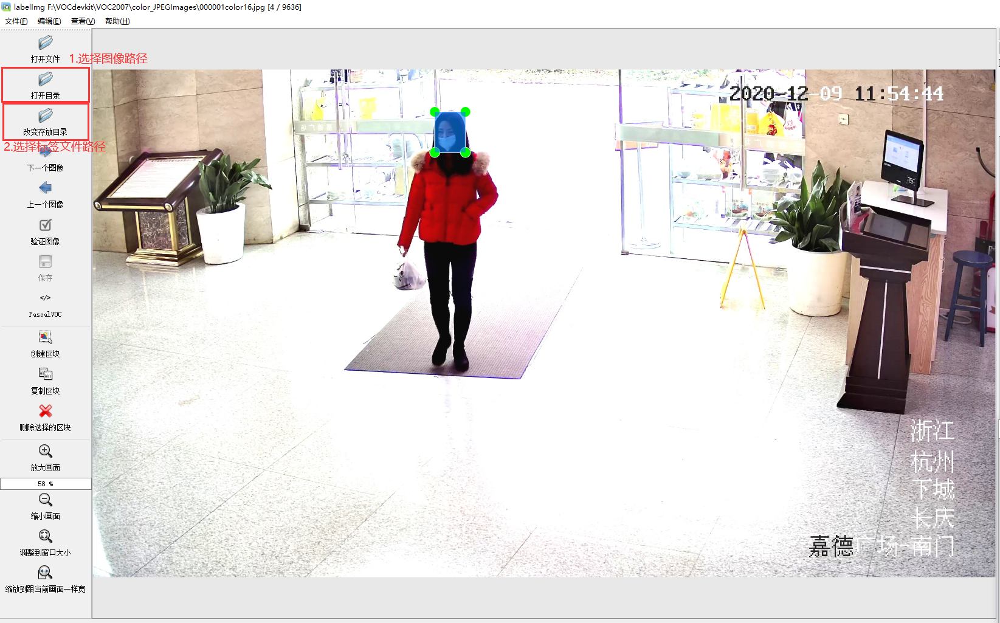 labelImg F:\VOCdevkit\VOC2007\color_JPEGImages\000001color16.jpg [4 / 9636]
文件(F) 编辑(E) 查看(V) 帮助(H)
打开文件
1.选择图像路径
打开目录
改变存放目录
2.选择标签文件路径
下一个图像
上一个图像
验证图像
保存
</>
PascalVOC
创建区块
复制区块
删除选择的区块
放大画面
58 %
缩小画面
调整到窗口大小
缩放到跟当前画面一样宽
2020-12-09 11:54:44
浙江
杭州
下城
长庆
嘉德广场-南门